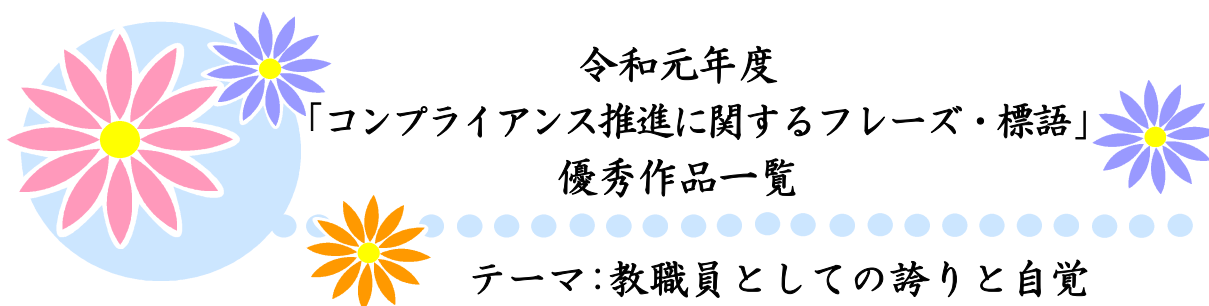 令和元年度
「コンプライアンス推進に関するフレーズ・標語」
優秀作品一覧
テーマ:教職員としての誇りと自覚